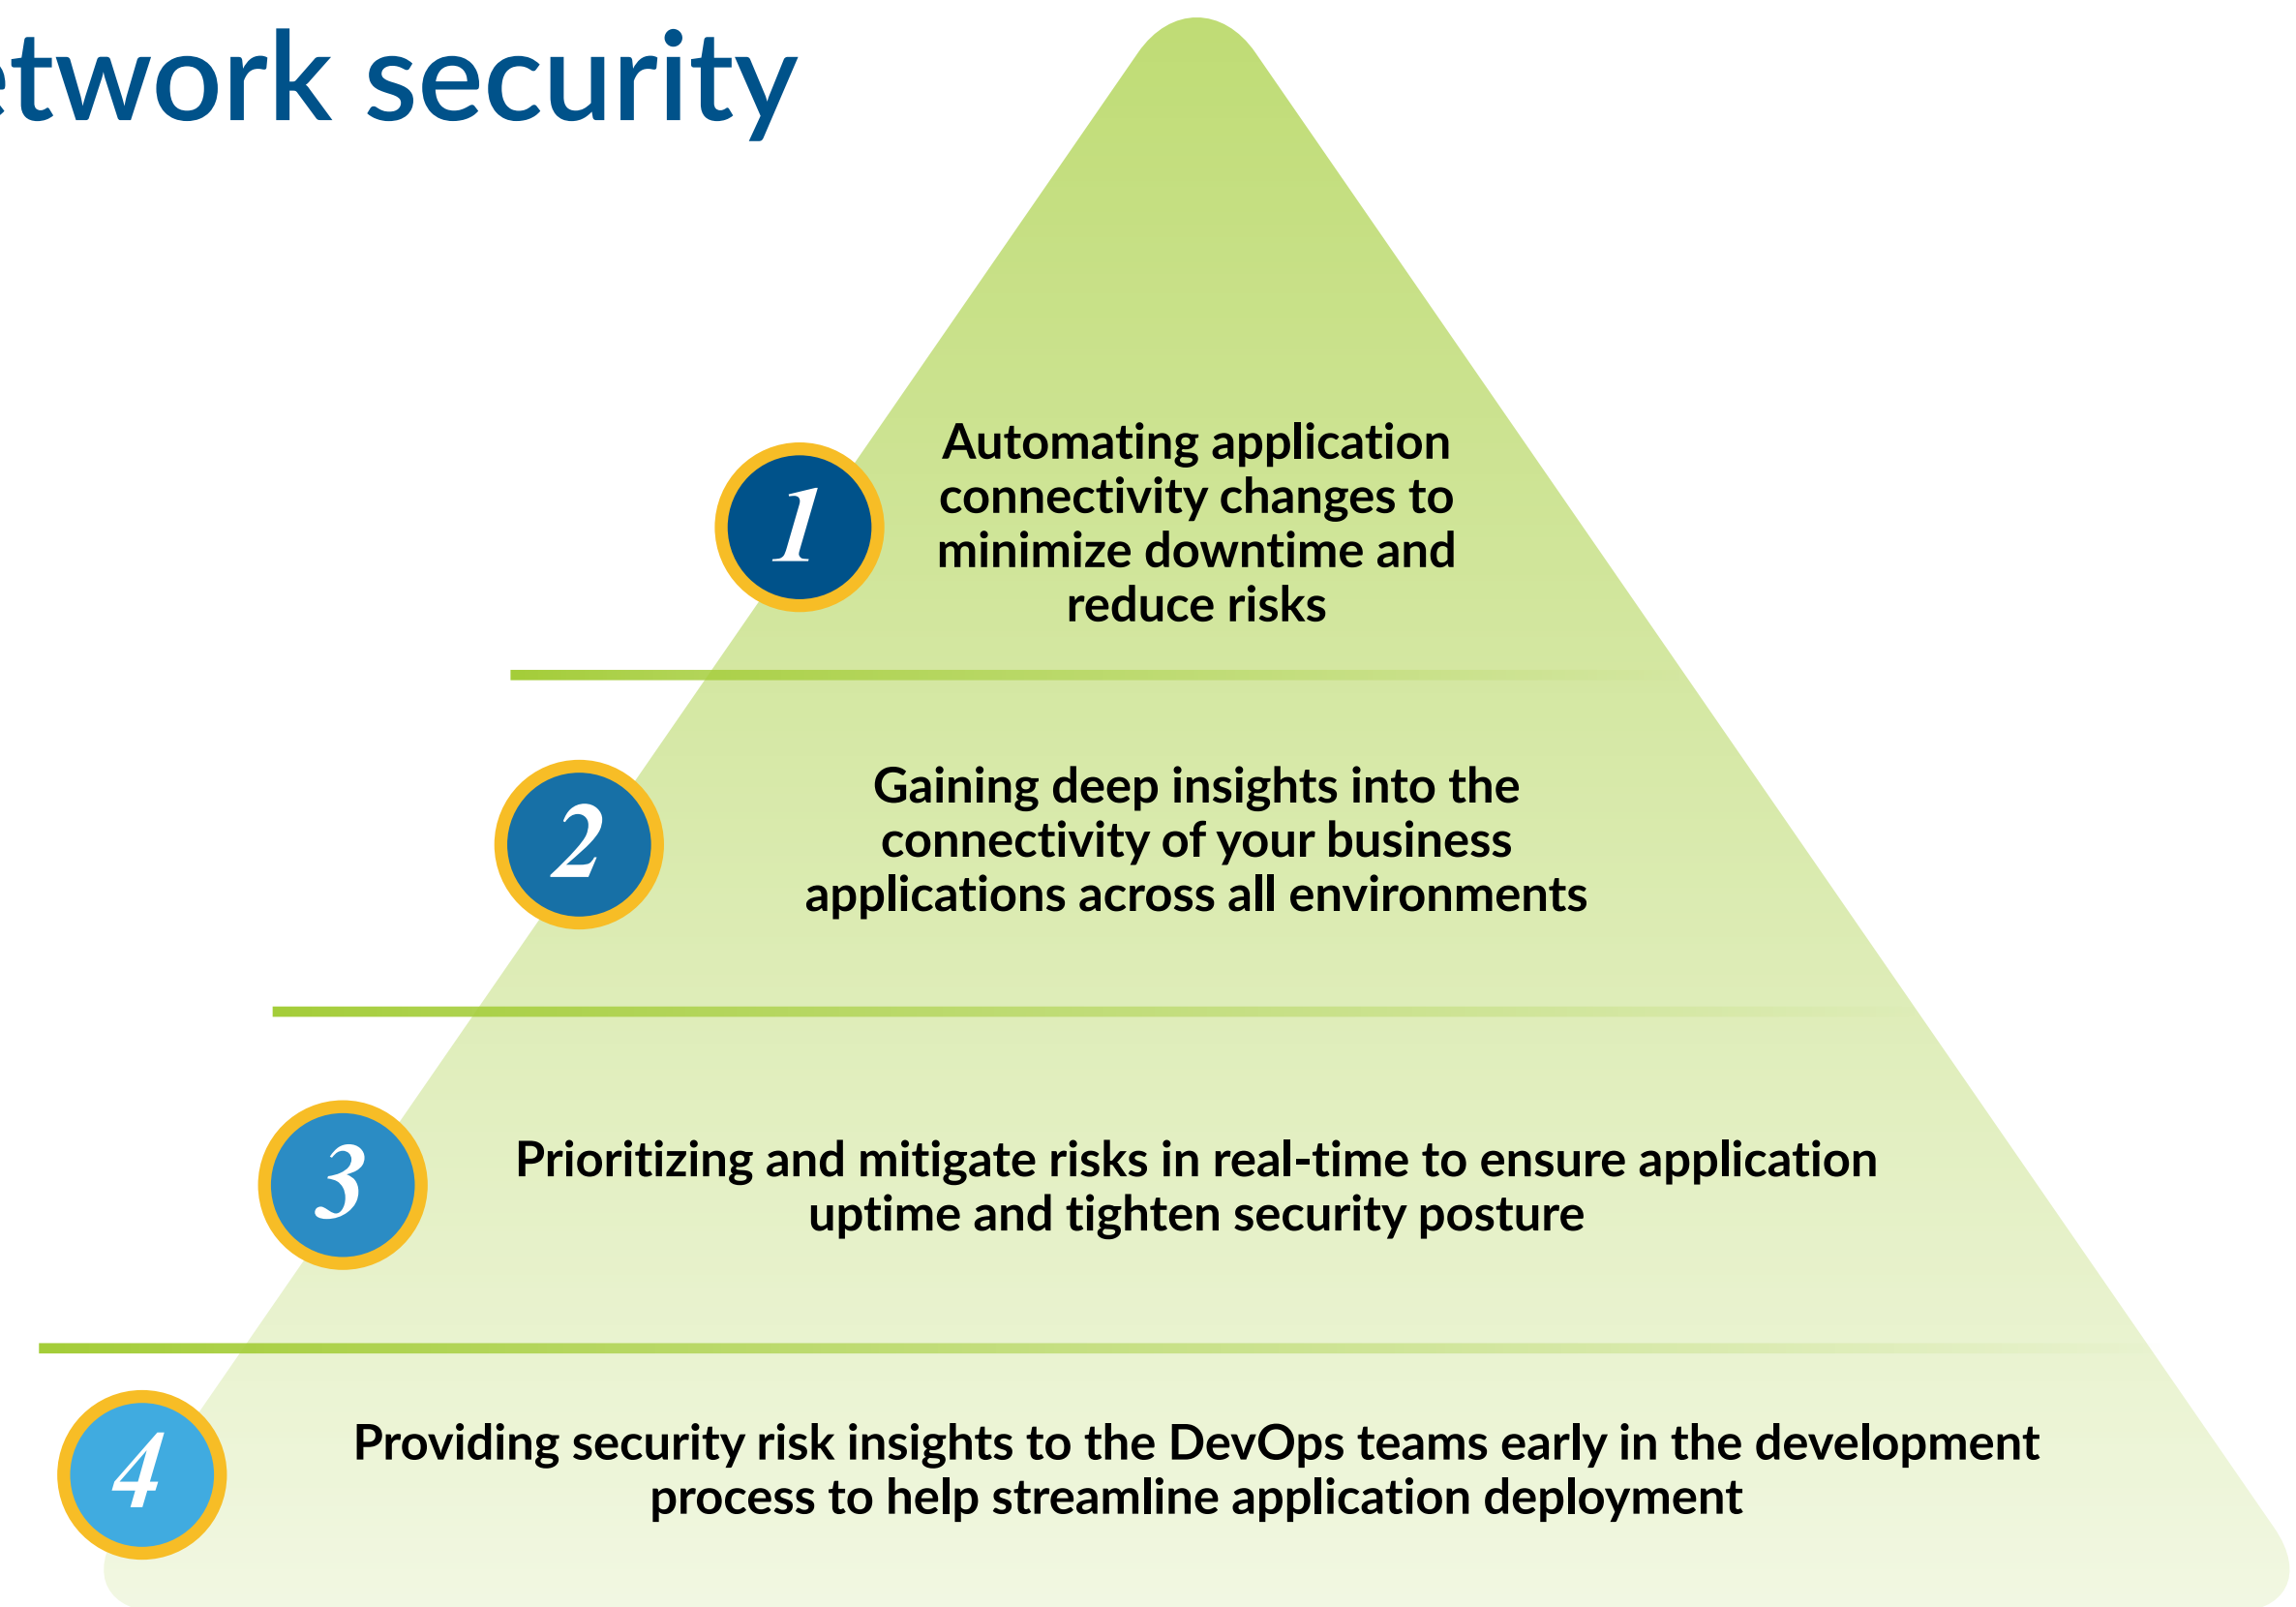 etwork security
1
Automating application
connectivity changes to
minimize downtime and
reduce risks
2
Gaining deep insights into the
connectivity of your business
applications across all environments
3
Prioritizing and mitigate risks in real-time to ensure application
uptime and tighten security posture
4
Providing security risk insights to the DevOps teams early in the development
process to help streamline application deployment